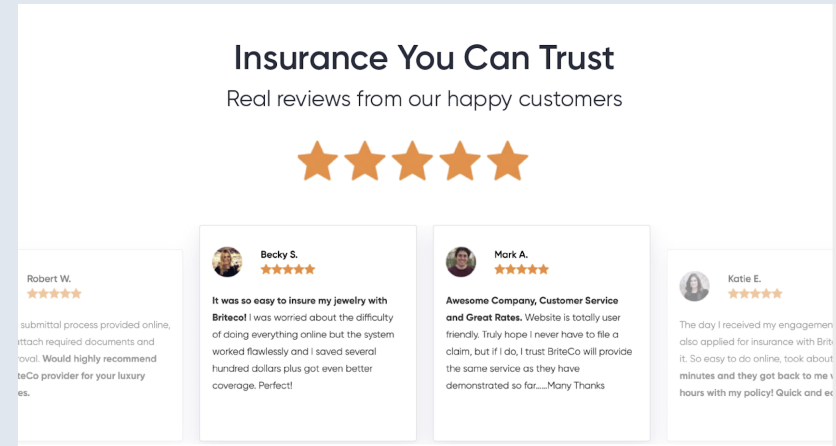 Insurance You Can Trust
Real reviews from our happy customers
Robert W.
submittal process provided online,
attach required documents and
Would highly recommend
provider for your luxury
Becky S.
It was so easy to insure my jewelry with
Briteco! I was worried about the difficulty
of doing everything online but the system
worked flawlessly and I saved several
hundred dollars plus got even better
coverage. Perfect!
Mark A.
Awesome Company, Customer Service
and Great Rates. Website is totally user
friendly. Truly hope I never have to file a
claim, but if I do, I trust BriteCo will provide
the same service as they have
demonstrated so far......Many Thanks
Katie E.
The day I received my engagemen
also applied for insurance with Brit
it. So easy to do online, took about
minutes and they got back to me
hours with my policy! Quick and